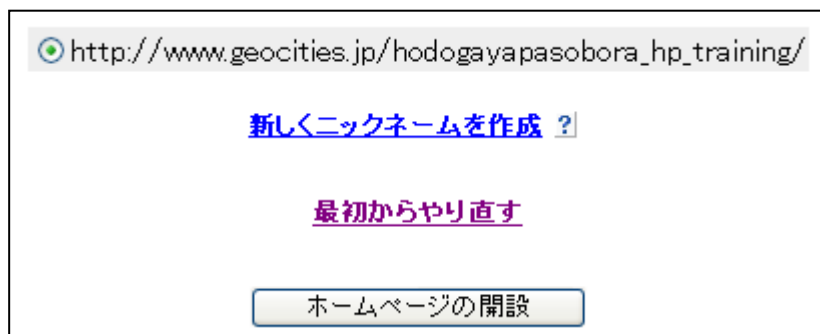 http://www.geocities.jp/hodogayapasobora_hp_training/
新しくニックネームを作成 ?
最初からやり直す
ホームページの開設